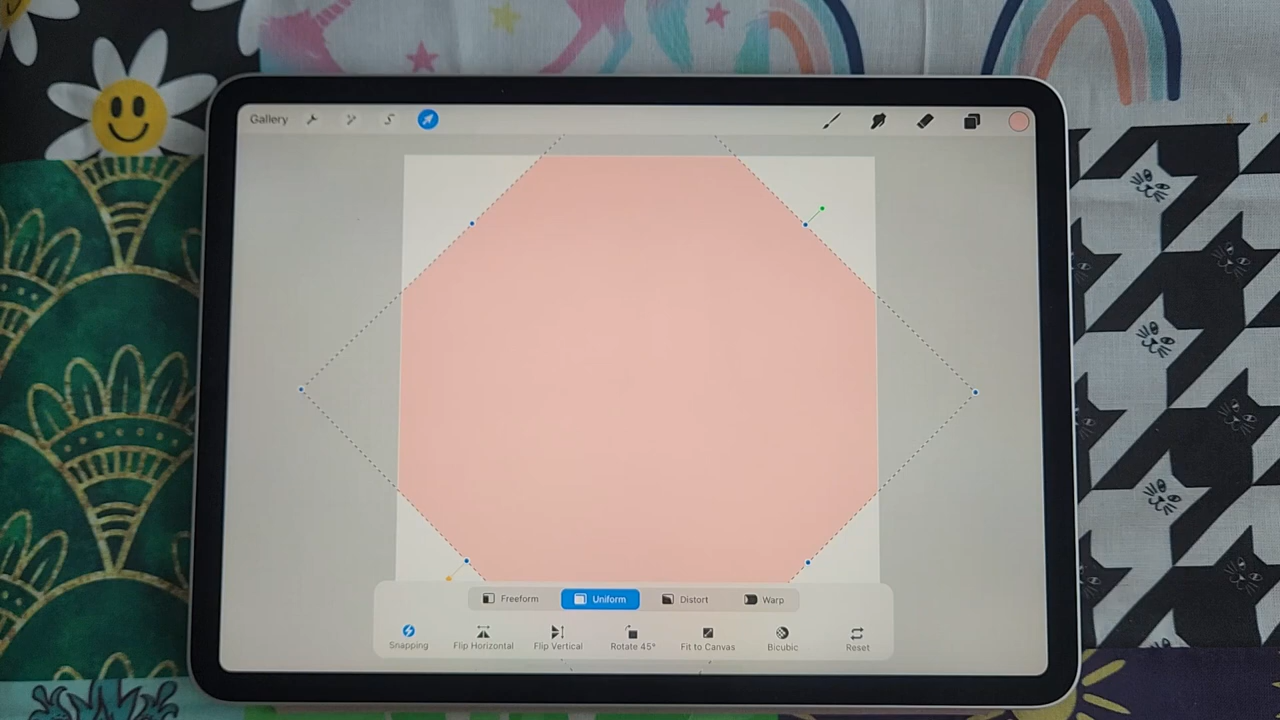 Gallery
Freeform Uniform Distort Warp
Snapping Flip Horizontal Flip Vertical Rotate 45° Fit to Canvas Bicubic Reset